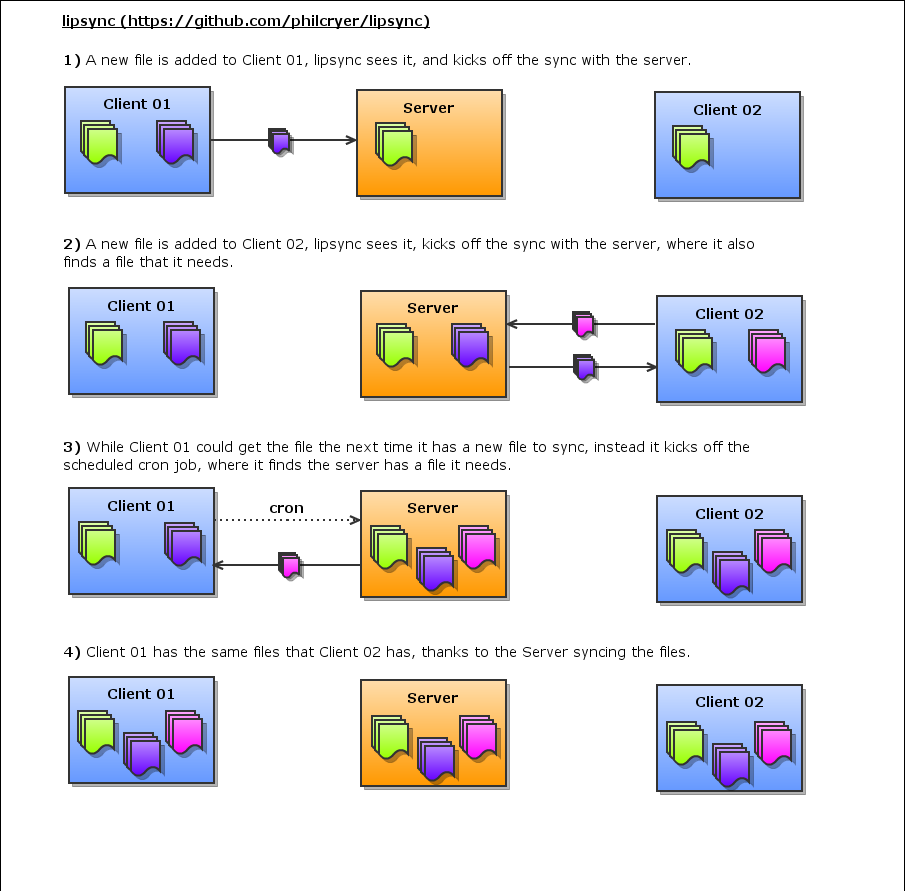 lipsync (https://github.com/philcryer/lipsync)
1) A new file is added to Client 01, lipsync sees it, and kicks off the sync with the server.
Client 01
Server
Client 02
2) A new file is added to Client 02, lipsync sees it, kicks off the sync with the server, where it also
finds a file that it needs.
Client 01
Server
Client 02
3) While Client 01 could get the file the next time it has a new file to sync, instead it kicks off the
scheduled cron job, where it finds the server has a file it needs.
Client 01
cron
Server
Client 02
4) Client 01 has the same files that Client 02 has, thanks to the Server syncing the files.
Client 01
Server
Client 02